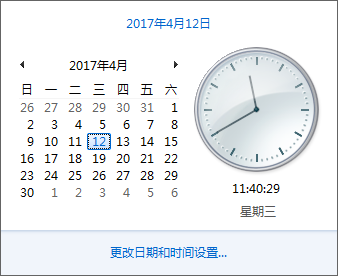 2017年4月12日
2017年4月
日 一 二 三 四 五 六
26 27 28 29 30 31 1
2 3 4 5 6 7 8
9 10 11 12 13 14 15
16 17 18 19 20 21 22
23 24 25 26 27 28 29
30 1 2 3 4 5 6
11:40:29
星期三
更改日期和时间设置...